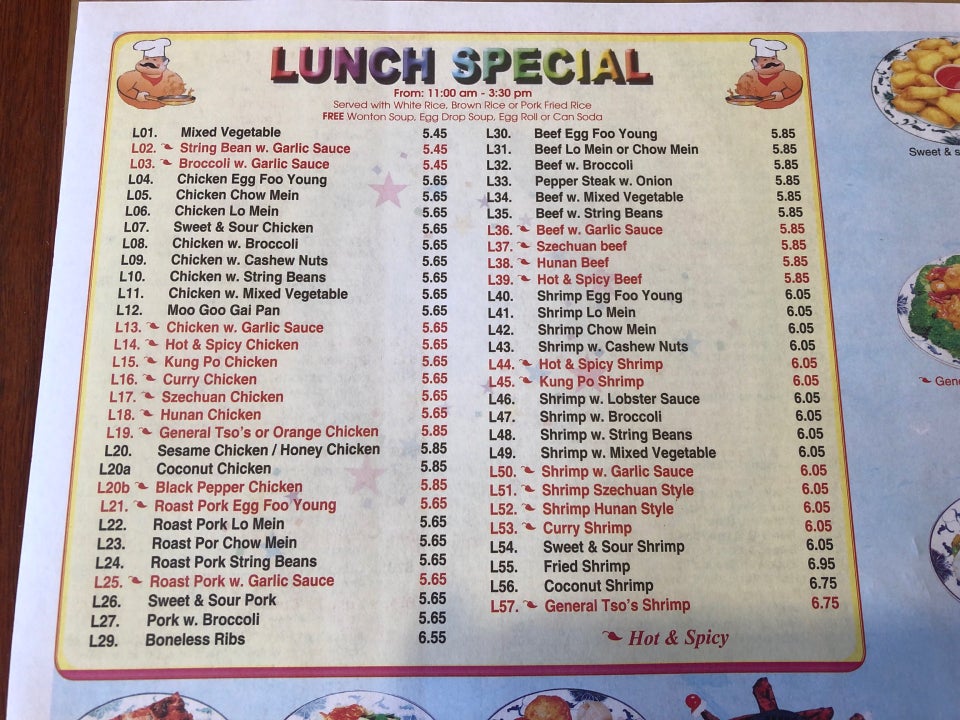 LUNCH SPECIAL
From: 11:00 am - 3:30 pm
Served with White Rice, Brown Rice or Pork Fried Rice
FREE Wonton Soup, Egg Drop Soup, Egg Roll or Can Soda
L01. Mixed Vegetable 5.45
L02. String Bean w. Garlic Sauce 5.45
L03. Broccoli w. Garlic Sauce 5.45
L04. Chicken Egg Foo Young 5.65
L05. Chicken Chow Mein 5.65
L06. Chicken Lo Mein 5.65
L07. Sweet & Sour Chicken 5.65
L08. Chicken w. Broccoli 5.65
L09. Chicken w. Cashew Nuts 5.65
L10. Chicken w. String Beans 5.65
L11. Chicken w. Mixed Vegetable 5.65
L12. Moo Goo Gai Pan 5.65
L13. Chicken w. Garlic Sauce 5.65
L14. Hot & Spicy Chicken 5.65
L15. Kung Po Chicken 5.65
L16. Curry Chicken 5.65
L17. Szechuan Chicken 5.65
L18. Hunan Chicken 5.65
L19. General Tso's or Orange Chicken 5.85
L20. Sesame Chicken / Honey Chicken 5.85
L20a Coconut Chicken 5.85
L20b Black Pepper Chicken 5.85
L21. Roast Pork Egg Foo Young 5.65
L22. Roast Pork Lo Mein 5.65
L23. Roast Por Chow Mein 5.65
L24. Roast Pork String Beans 5.65
L25. Roast Pork w. Garlic Sauce 5.65
L26. Sweet & Sour Pork 5.65
L27. Pork w. Broccoli 5.65
L29. Boneless Ribs 6.55
L30. Beef Egg Foo Young 5.85
L31. Beef Lo Mein or Chow Mein 5.85
L32. Beef w. Broccoli 5.85
L33. Pepper Steak w. Onion 5.85
L34. Beef w. Mixed Vegetable 5.85
L35. Beef w. String Beans 5.85
L36. Beef w. Garlic Sauce 5.85
L37. Szechuan beef 5.85
L38. Hunan Beef 5.85
L39. Hot & Spicy Beef 5.85
L40. Shrimp Egg Foo Young 6.05
L41. Shrimp Lo Mein 6.05
L42. Shrimp Chow Mein 6.05
L43. Shrimp w. Cashew Nuts 6.05
L44. Hot & Spicy Shrimp 6.05
L45. Kung Po Shrimp 6.05
L46. Shrimp w. Lobster Sauce 6.05
L47. Shrimp w. Broccoli 6.05
L48. Shrimp w. String Beans 6.05
L49. Shrimp w. Mixed Vegetable 6.05
L50. Shrimp w. Garlic Sauce 6.05
L51. Shrimp Szechuan Style 6.05
L52. Shrimp Hunan Style 6.05
L53. Curry Shrimp 6.05
L54. Sweet & Sour Shrimp 6.05
L55. Fried Shrimp 6.95
L56. Coconut Shrimp 6.75
L57. General Tso's Shrimp 6.75
Hot & Spicy
Sweet & s
Gen